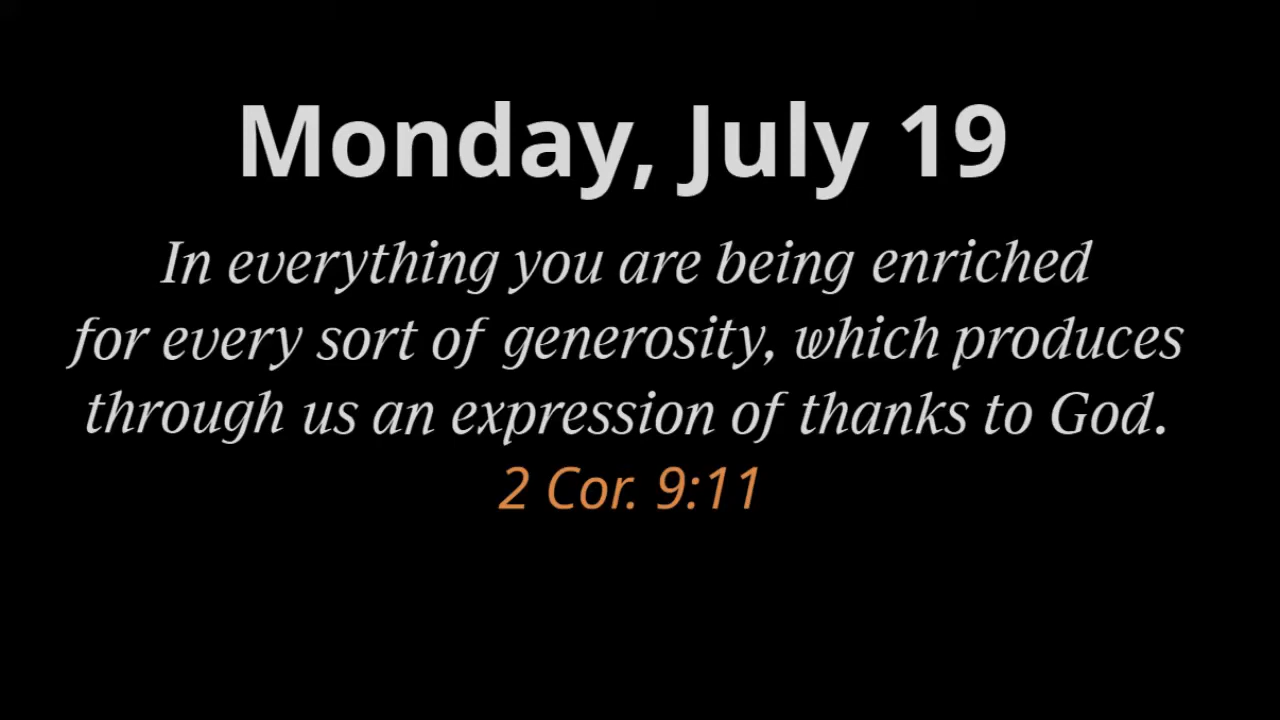 Monday, July 19
In everything you are being enriched
for every sort of generosity, which produces
through us an expression of thanks to God.
2 Cor. 9:11